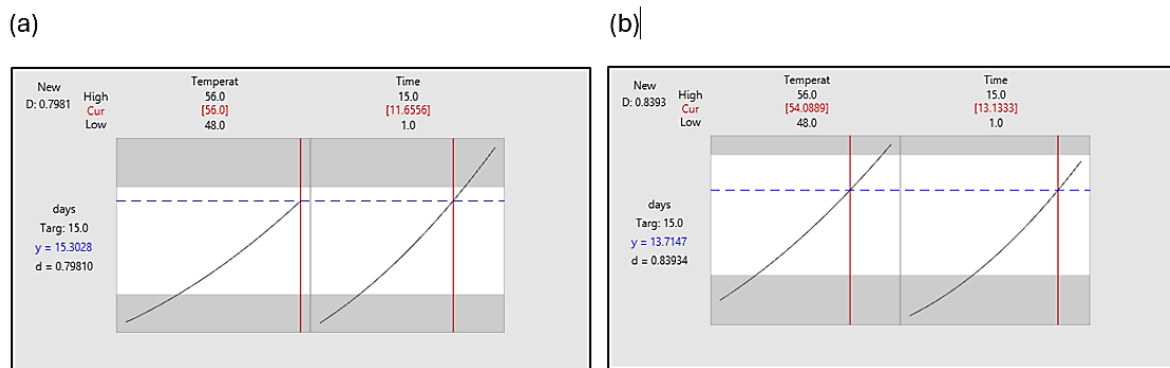 (a)
New
D: 0.7981
High
Cur
Low
Temperat
56.0
[56.0]
48.0
Time
15.0
[11.6556]
1.0
days
Targ: 15.0
y = 15.3028
d = 0.79810
(b)
New
D: 0.8393
High
Cur
Low
Temperat
56.0
[54.0889]
48.0
Time
15.0
[13.1333]
1.0
days
Targ: 15.0
y = 13.7147
d = 0.83934